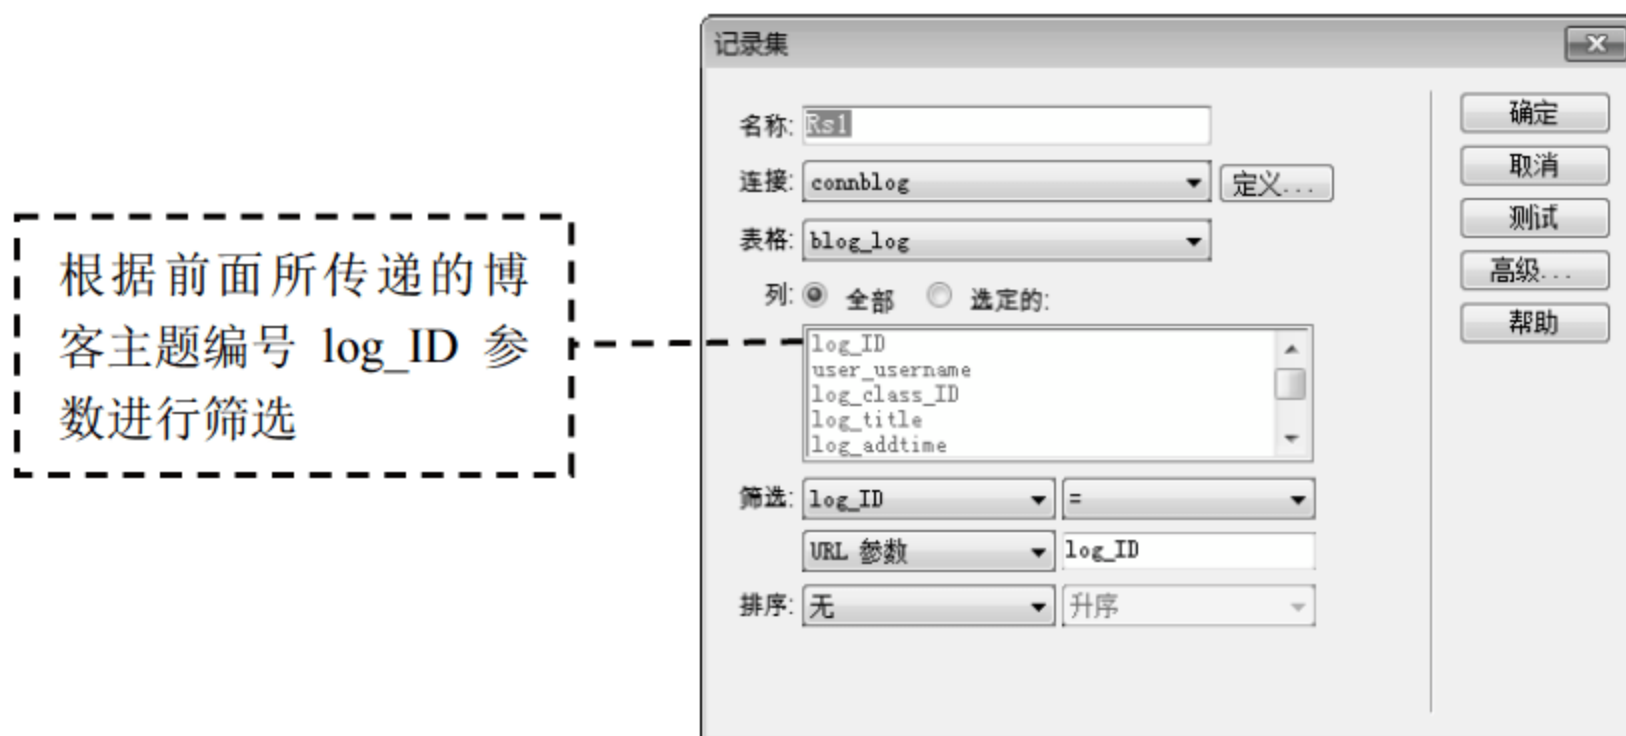 记录集
名称: Rs1
连接: connblog 定义...
表格: blog_log
列: 全部 选定的:
log_ID
user_username
log_class_ID
log_title
log_addtime
筛选: log_ID =
URL 参数 log_ID
排序: 无 升序
确定
取消
测试
高级...
帮助
根据前面所传递的博
客主题编号 log_ID 参
数进行筛选